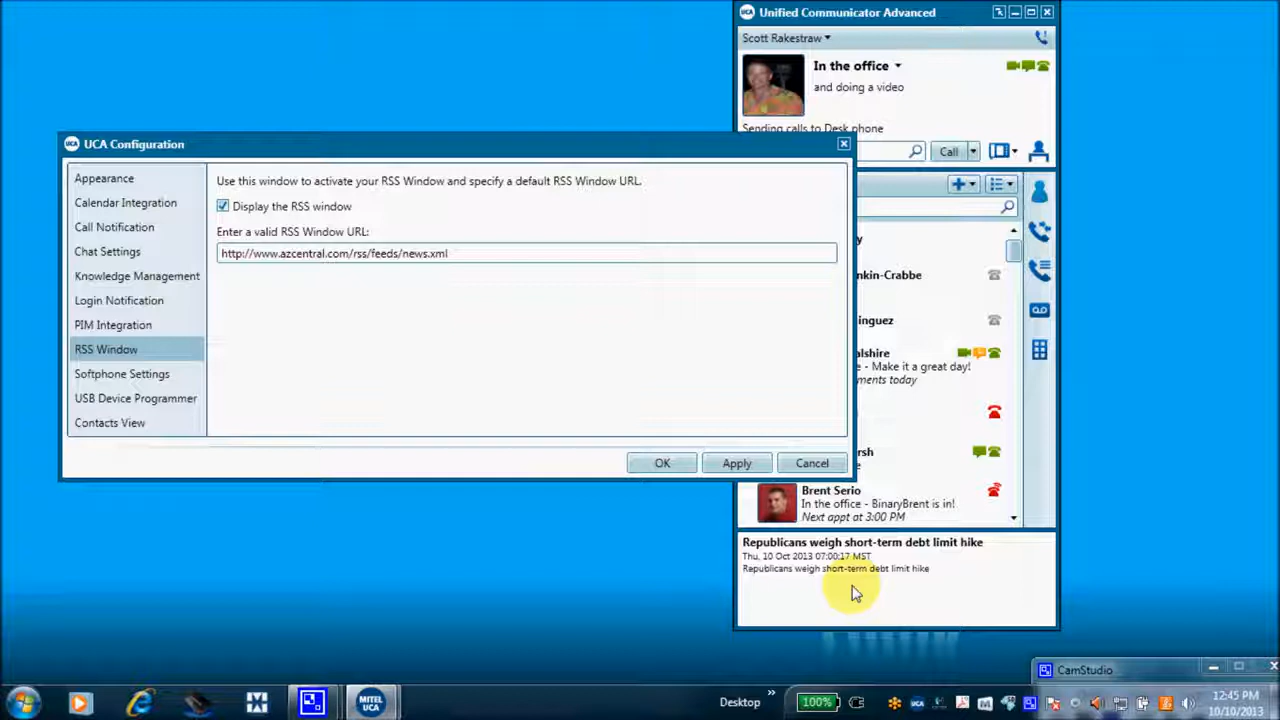 UCA Unified Communicator Advanced
Scott Rakestraw
In the office
and doing a video
Sending calls to Desk phone
Call
UCA UCA Configuration
Appearance
Calendar Integration
Call Notification
Chat Settings
Knowledge Management
Login Notification
PIM Integration
RSS Window
Softphone Settings
USB Device Programmer
Contacts View
Use this window to activate your RSS Window and specify a default RSS Window URL.
Display the RSS window
Enter a valid RSS Window URL:
http://www.azcentral.com/rss/feeds/news.xml
OK Apply Cancel
y
nkin-Crabbe
inguez
alshire
e - Make it a great day!
ments today
rsh
e
Brent Serio
In the office - BinaryBrent is in!
Next appt at 3:00 PM
Republicans weigh short-term debt limit hike
Thu, 10 Oct 2013 07:00:17 MST
Republicans weigh short-term debt limit hike
CamStudio
MITEL
UCA
Desktop
»
100%
UCA
12:45 PM
10/10/2013